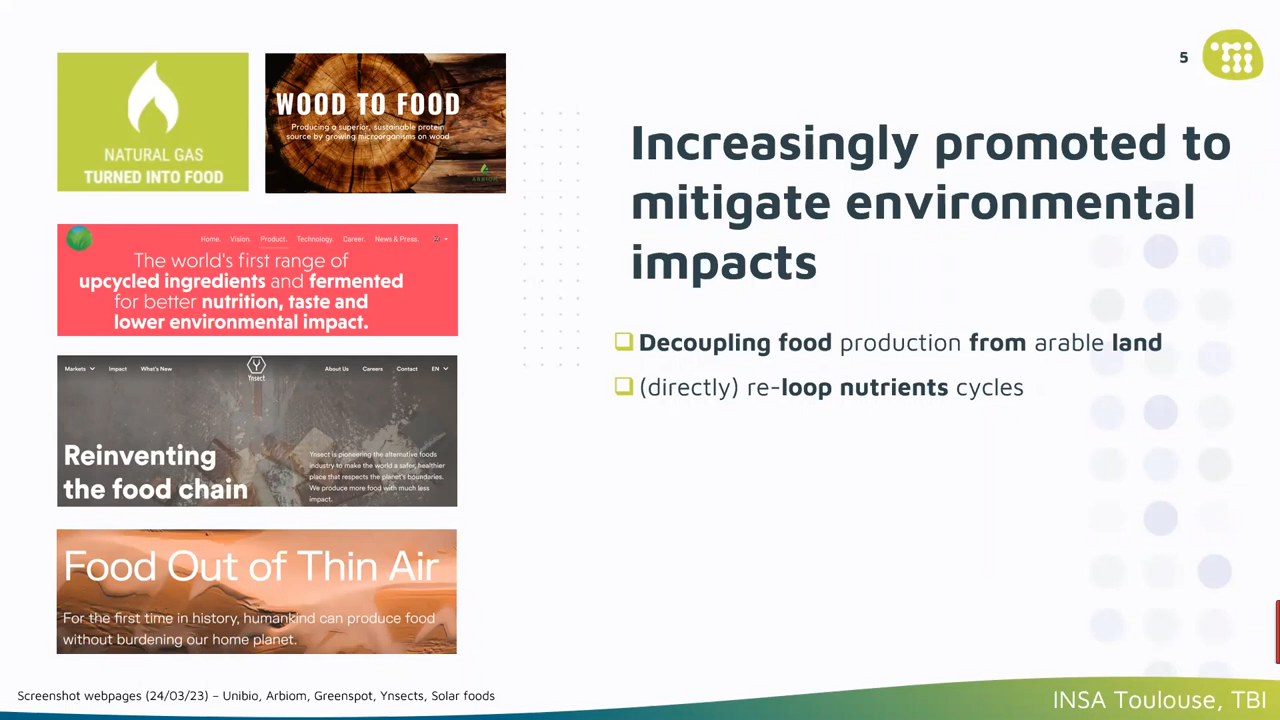 NATURAL GAS
TURNED INTO FOOD
WOOD TO FOOD
Producing a superior, sustainable protein
source by growing microorganisms on wood
ARBIOM
Home. Vision. Product. Technology. Career. News & Press.
The world's first range of
upcycled ingredients and fermented
for better nutrition, taste and
lower environmental impact.
Markets Impact What's New Ynsect About Us Careers Contact EN
Reinventing
the food chain
Ynsect is pioneering the alternative foods
industry to make the world a safer, healthier
place that respects the planet's boundaries.
We produce more food with much less
impact.
Food Out of Thin Air
For the first time in history, humankind can produce food
without burdening our home planet.
Screenshot webpages (24/03/23) – Unibio, Arbiom, Greenspot, Ynsects, Solar foods
5
Increasingly promoted to
mitigate environmental
impacts
Decoupling food production from arable land
(directly) re-loop nutrients cycles
INSA Toulouse, TBI